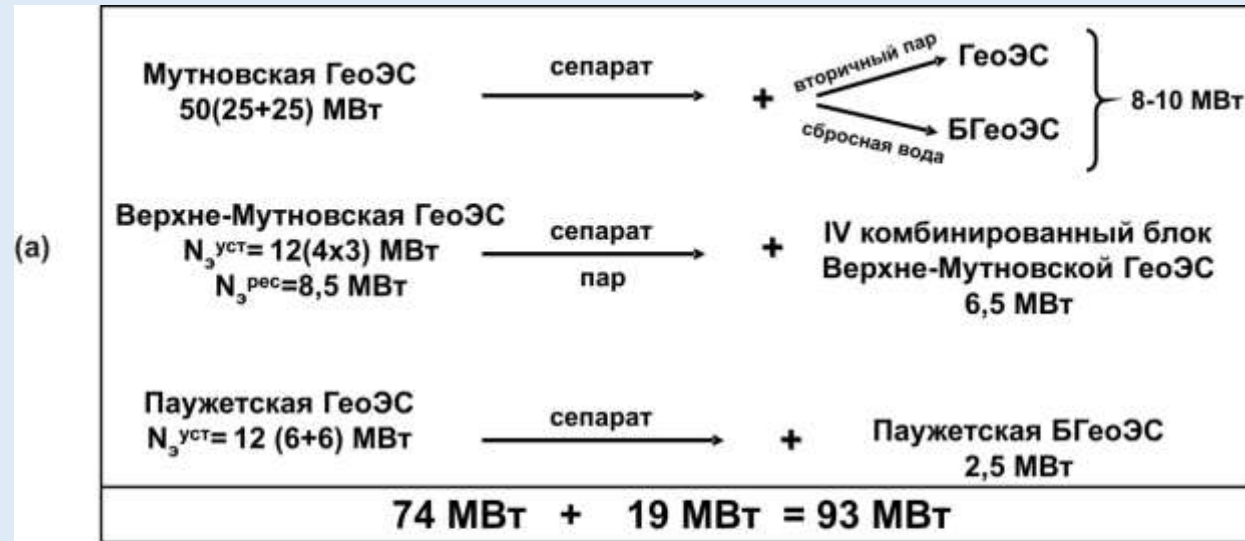 (а)
Мутновская ГеоЭС
50(25+25) МВт
сепарат
+
вторичный пар
сбросная вода
ГеоЭС
БГеоЭС
8-10 МВт
Верхне-Мутновская ГеоЭС
Nэуст= 12(4х3) МВт
Nэрес=8,5 МВт
сепарат
пар
+
IV комбинированный блок
Верхне-Мутновской ГеоЭС
6,5 МВт
Паужетская ГеоЭС
Nэуст= 12 (6+6) МВт
сепарат
+
Паужетская БГеоЭС
2,5 МВт
74 МВт + 19 МВт = 93 МВт